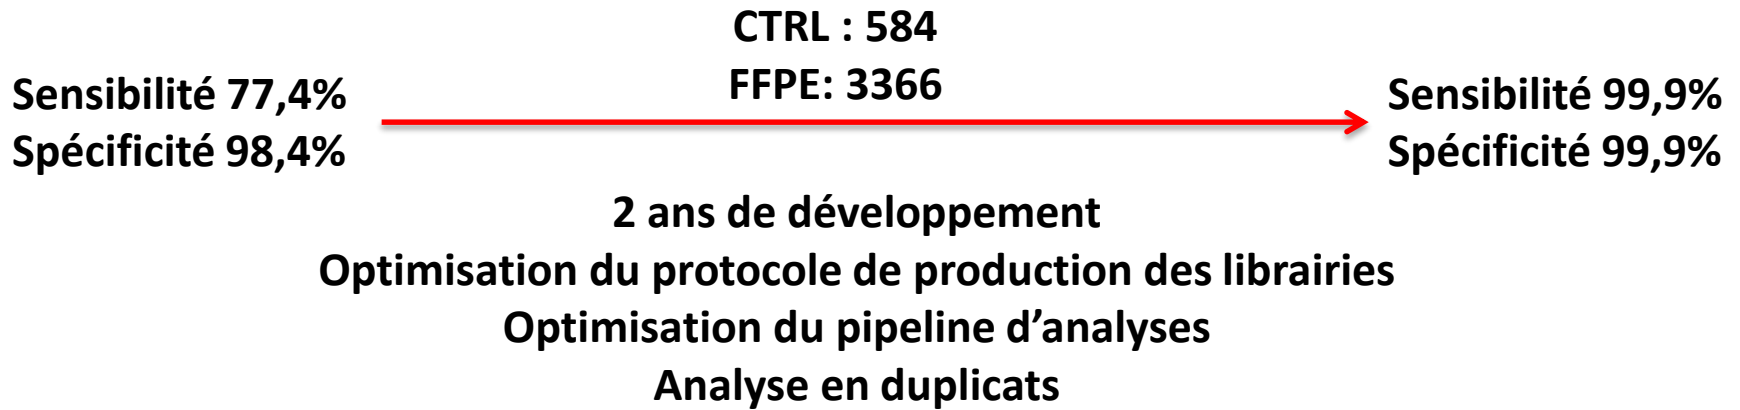 CTRL : 584
FFPE: 3366
Sensibilité 77,4%
Spécificité 98,4%
Sensibilité 99,9%
Spécificité 99,9%
2 ans de développement
Optimisation du protocole de production des librairies
Optimisation du pipeline d’analyses
Analyse en duplicats